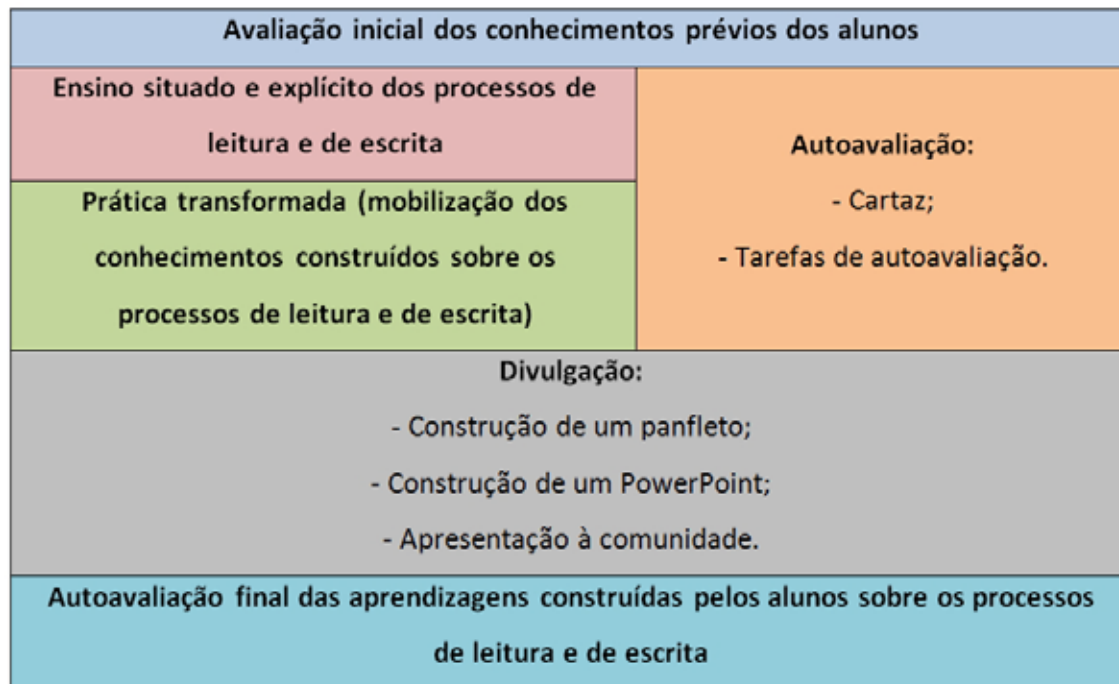 Avaliação inicial dos conhecimentos prévios dos alunos
Ensino situado e explícito dos processos de
leitura e de escrita
Prática transformada (mobilização dos
conhecimentos construídos sobre os
processos de leitura e de escrita)
Autoavaliação:
- Cartaz;
- Tarefas de autoavaliação.
Divulgação:
- Construção de um panfleto;
- Construção de um PowerPoint;
- Apresentação à comunidade.
Autoavaliação final das aprendizagens construídas pelos alunos sobre os processos
de leitura e de escrita